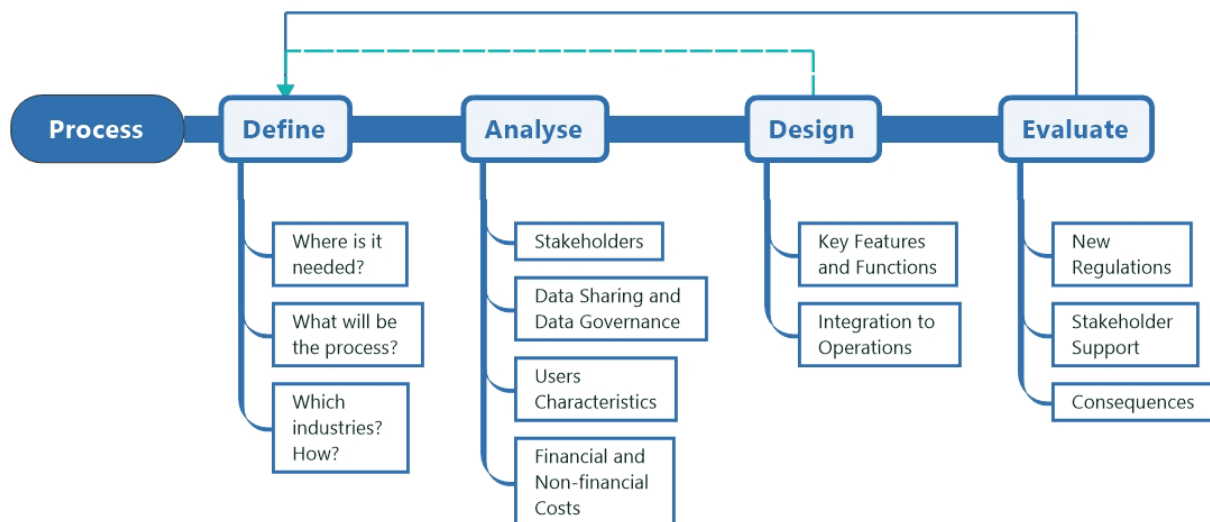 Process
Define
Analyse
Design
Evaluate
Where is it
needed?
What will be
the process?
Which
industries?
How?
Stakeholders
Data Sharing and
Data Governance
Users
Characteristics
Financial and
Non-financial
Costs
Key Features
and Functions
Integration to
Operations
New
Regulations
Stakeholder
Support
Consequences